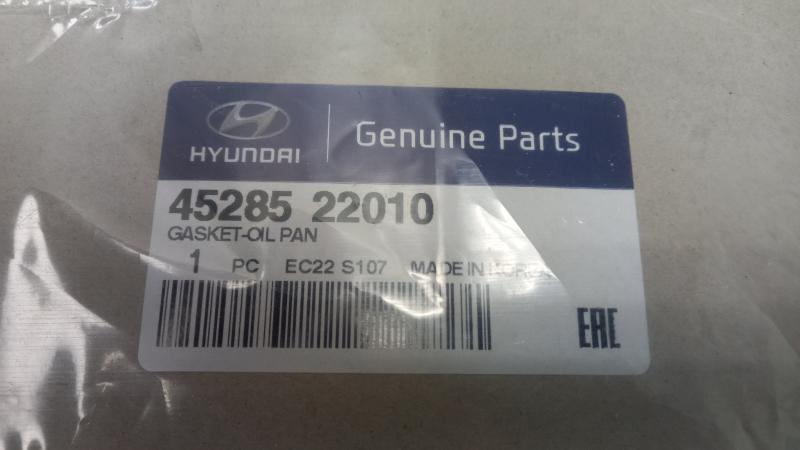 HYUNDAI
Genuine Parts
45285 22010
GASKET-OIL PAN
1 PC EC22 S107 MADE IN KOREA
EAC